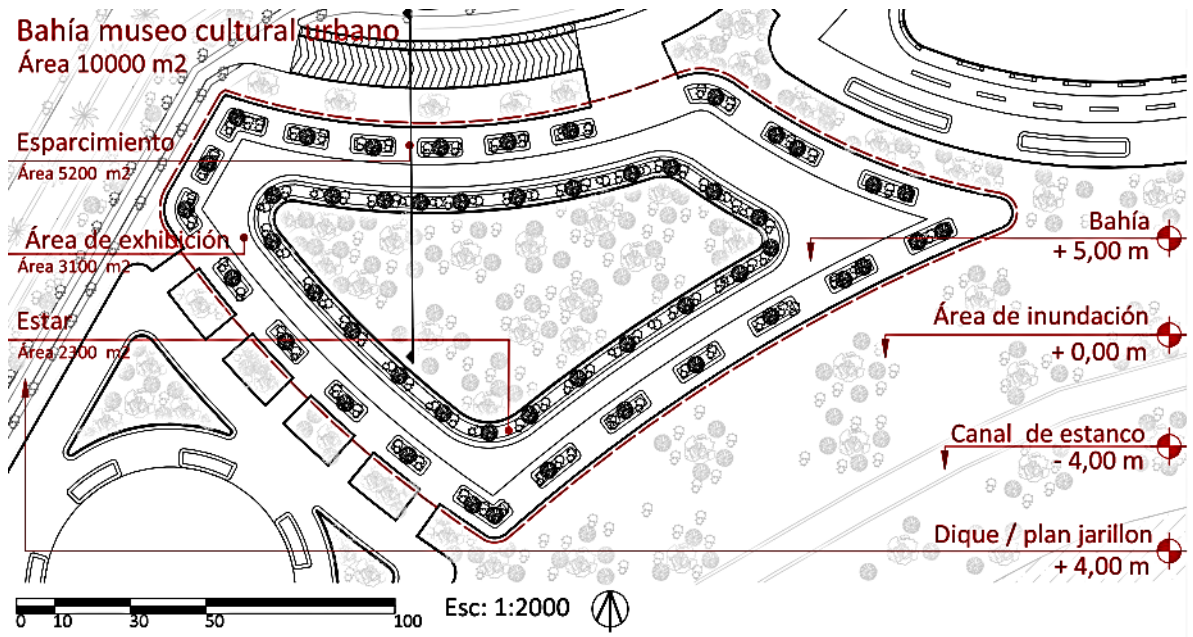 Bahía museo cultural urbano
Área 10000 m2
Esparcimiento
Área 5200 m2
Área de exhibición
Área 3100 m2
Estar
Área 2300 m2
Bahía
+ 5,00 m
Área de inundación
+ 0,00 m
Canal de estanco
- 4,00 m
Dique / plan jarillon
+ 4,00 m
0 10 30 50 100
Esc: 1:2000